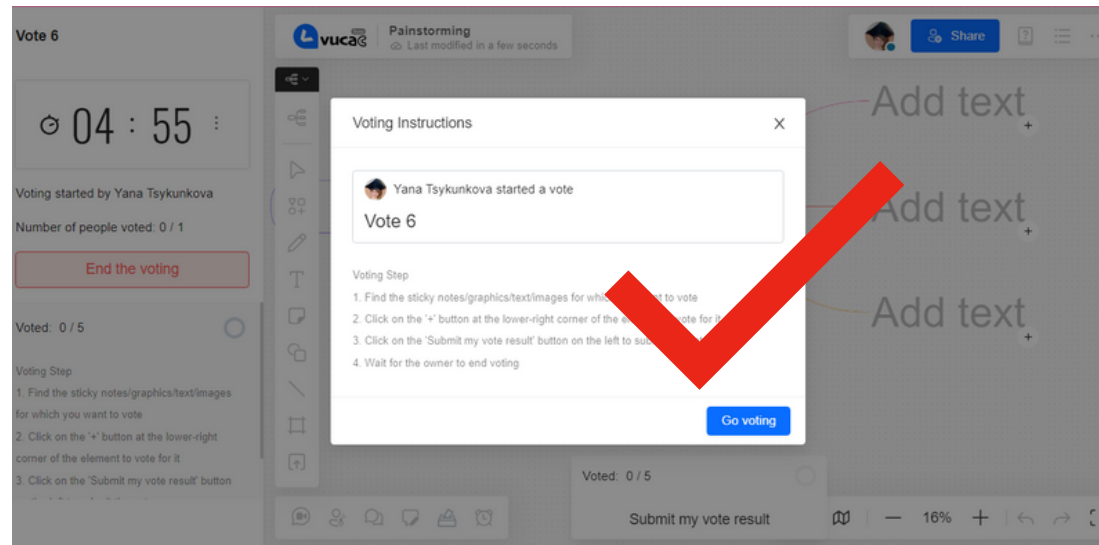 Vote 6
04 : 55
Voting started by Yana Tsykunkova
Number of people voted: 0 / 1
End the voting
Voted: 0 / 5
Voting Step
1. Find the sticky notes/graphics/text/images
for which you want to vote
2. Click on the '+' button at the lower-right
corner of the element to vote for it
3. Click on the 'Submit my vote result' button
vuca
Painstorming
Last modified in a few seconds
Share
Voting Instructions
Yana Tsykunkova started a vote
Vote 6
Voting Step
1. Find the sticky notes/graphics/text/images for which to vote
2. Click on the '+' button at the lower-right corner of the vote for it
3. Click on the 'Submit my vote result' button on the left to
4. Wait for the owner to end voting
Go voting
Add text
Add text
Add text
Voted: 0 / 5
Submit my vote result
16%